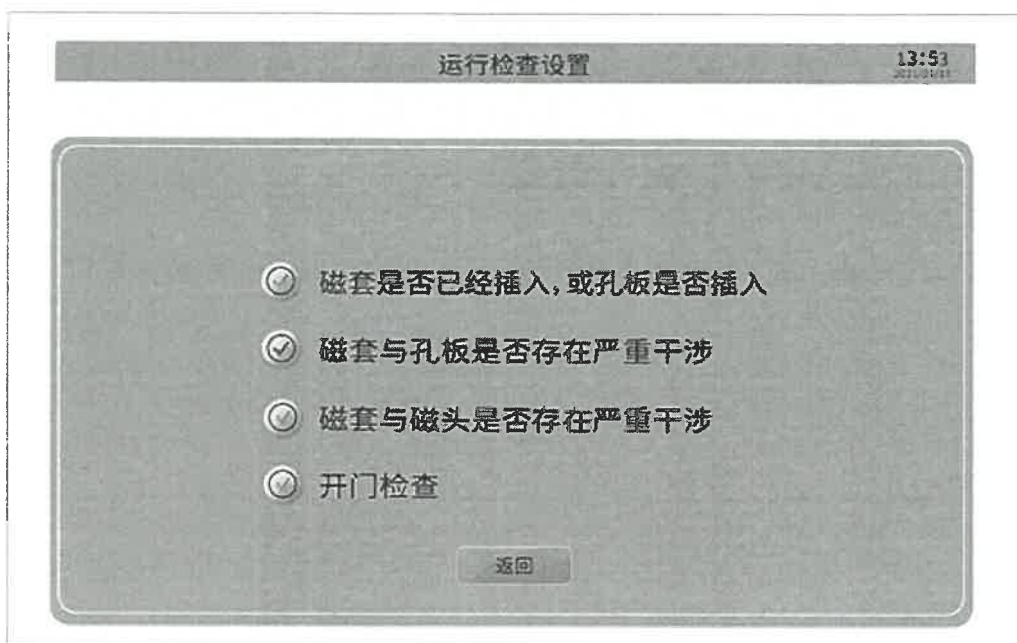 运行检查设置
13:53
磁套是否已经插入,或孔板是否插入
磁套与孔板是否存在严重干涉
磁套与磁头是否存在严重干涉
开门检查
返回